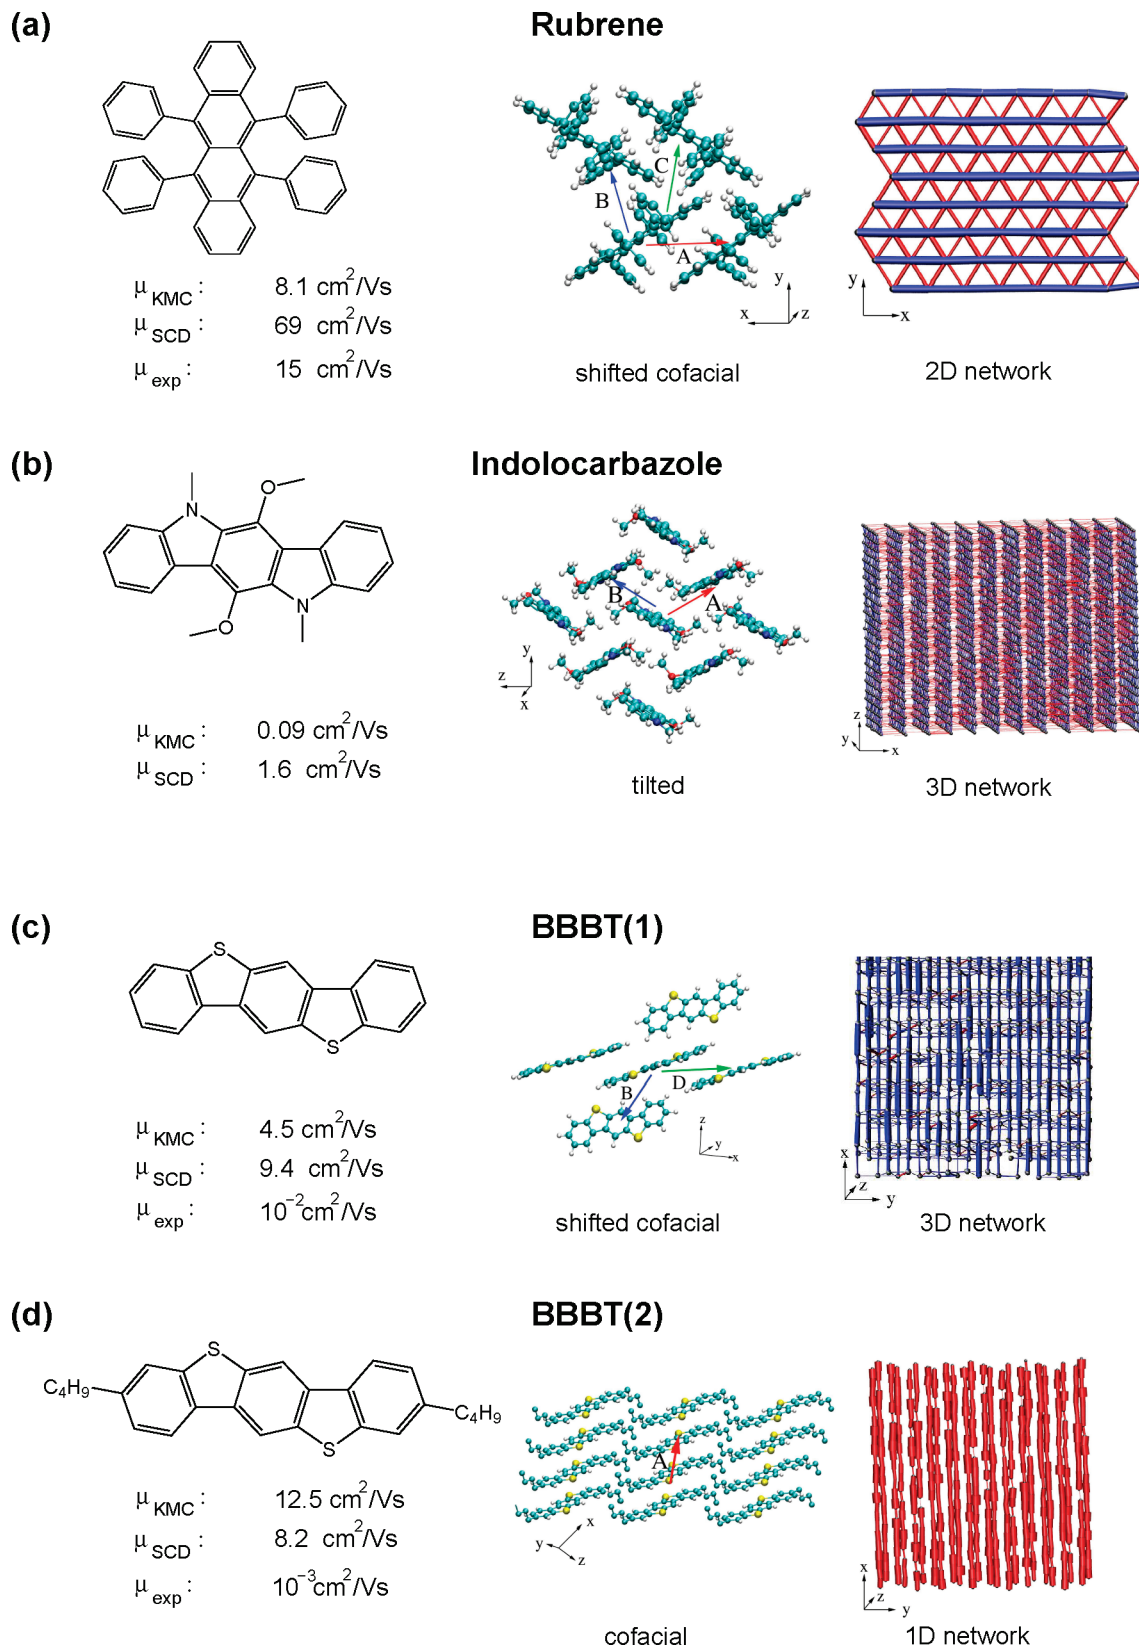 (a) Rubrene
B
C
A
y
x
z
y
x
μ KMC : 8.1 cm²/Vs
μ SCD : 69 cm²/Vs
μ exp : 15 cm²/Vs
shifted cofacial
2D network
(b) Indolocarbazole
N
O
O
N
B
A
y
z
x
z
y
x
μ KMC : 0.09 cm²/Vs
μ SCD : 1.6 cm²/Vs
tilted
3D network
(c) BBBT(1)
S
S
D
B
z
y
x
x
z
y
μ KMC : 4.5 cm²/Vs
μ SCD : 9.4 cm²/Vs
μ exp : 10⁻²cm²/Vs
shifted cofacial
3D network
(d) BBBT(2)
S
C₄H₉
C₄H₉
S
A
x
y
z
x
z
y
μ KMC : 12.5 cm²/Vs
μ SCD : 8.2 cm²/Vs
μ exp : 10⁻³cm²/Vs
cofacial
1D network